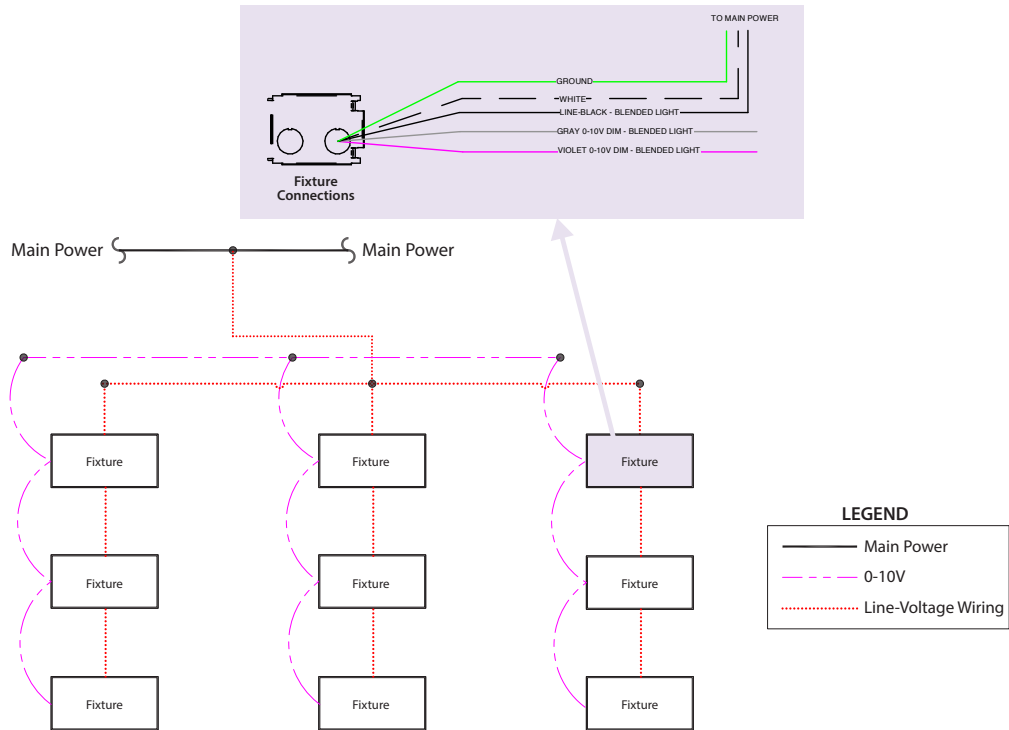 TO MAIN POWER
GROUND
WHITE
LINE-BLACK - BLENDED LIGHT
GRAY 0-10V DIM - BLENDED LIGHT
VIOLET 0-10V DIM - BLENDED LIGHT
Fixture
Connections
Main Power
Main Power
Fixture
Fixture
Fixture
Fixture
Fixture
Fixture
Fixture
Fixture
Fixture
LEGEND
Main Power
0-10V
Line-Voltage Wiring